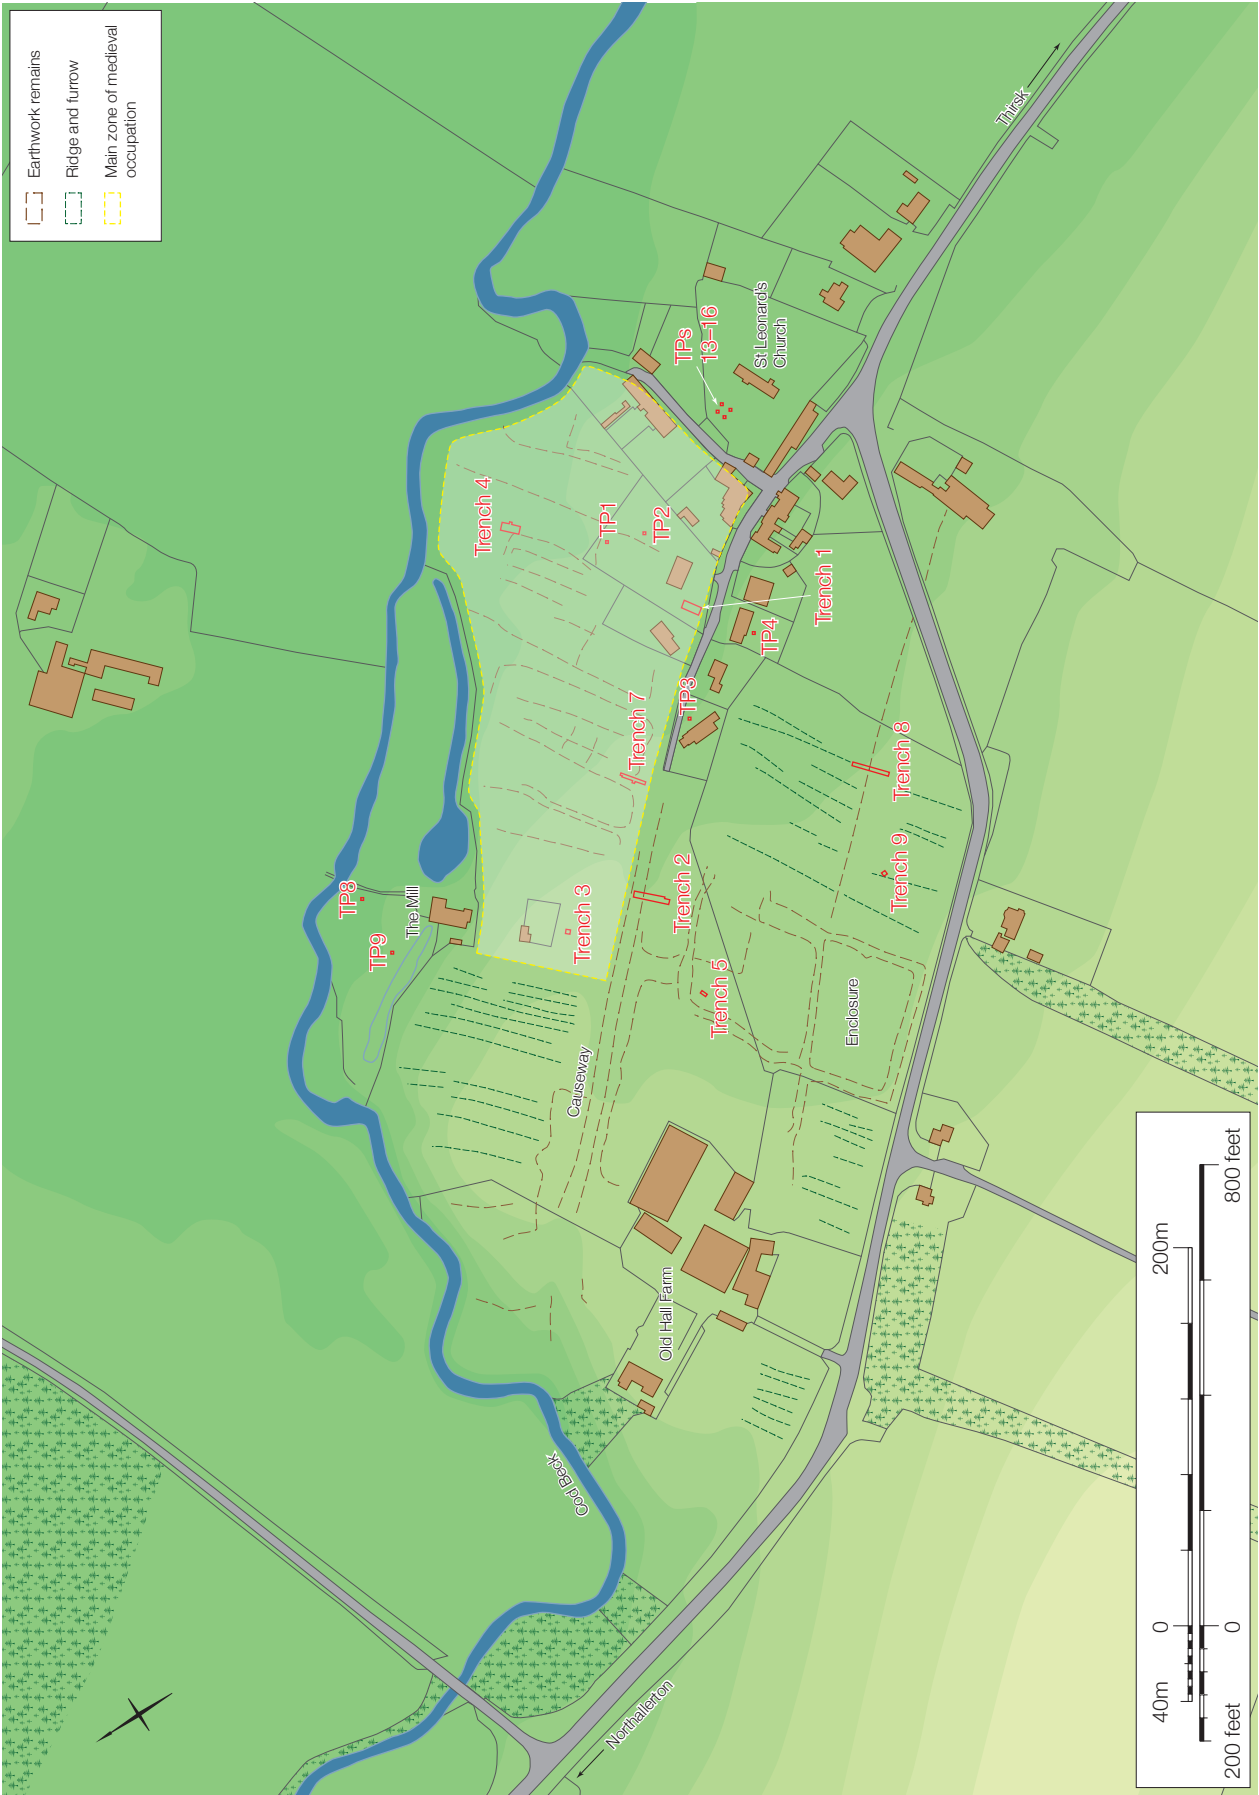 Earthwork remains
Ridge and furrow
Main zone of medieval
occupation
Thirsk
TPs
13–16
St Leonard's
Church
Trench 4
TP1
TP2
Trench 1
TP4
TP3
Trench 7
Trench 8
Trench 9
Trench 2
Trench 3
TP8
The Mill
TP9
Trench 5
Enclosure
Causeway
Old Hall Farm
Cod Beck
Northallerton
40m
0
200m
200 feet
0
800 feet